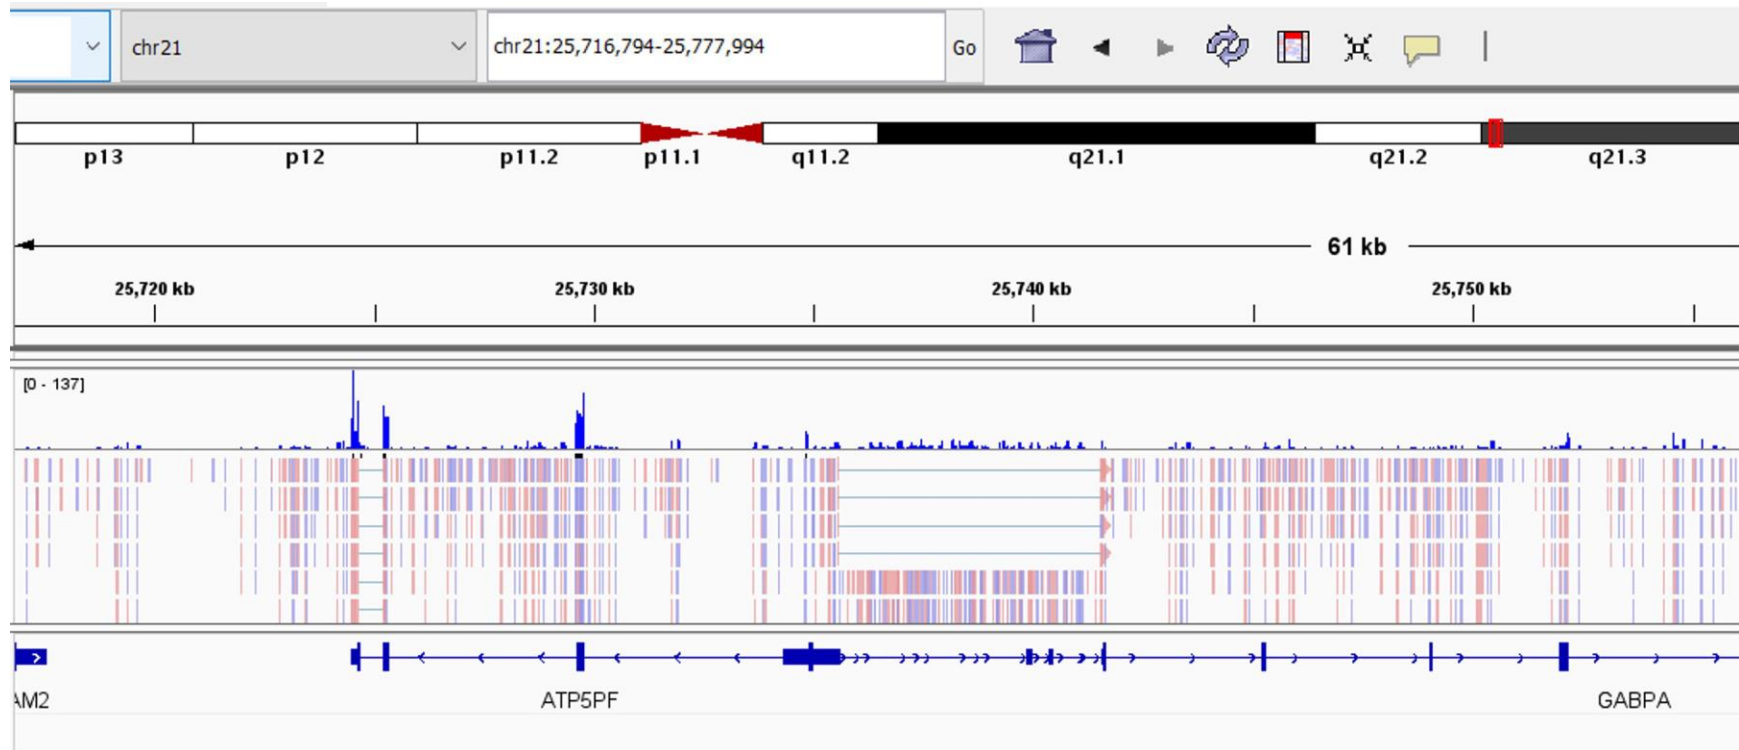 chr21 chr21:25,716,794-25,777,994 Go
p13 p12 p11.2 p11.1 q11.2 q21.1 q21.2 q21.3
61 kb
25,720 kb 25,730 kb 25,740 kb 25,750 kb
[0 - 137]
AM2 ATP5PF GABPA